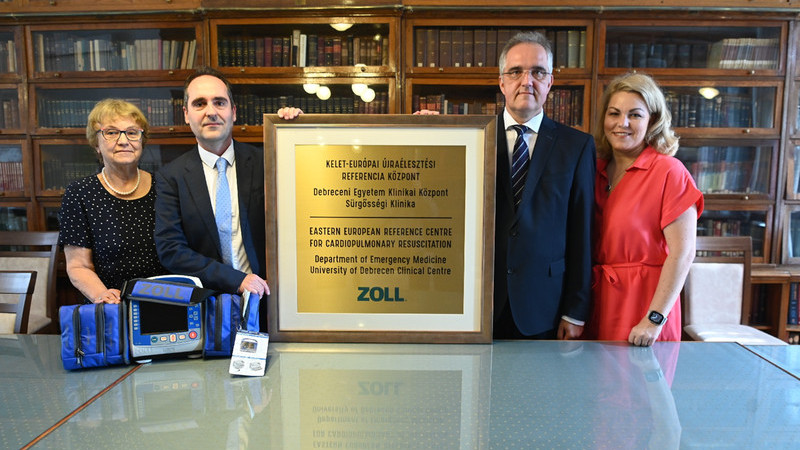 KELET-EURÓPAI ÚJRAÉLESZTÉSI
REFERENCIA KÖZPONT
Debreceni Egyetem Klinikai Központ
Sürgősségi Klinika
EASTERN EUROPEAN REFERENCE CENTRE
FOR CARDIOPULMONARY RESUSCITATION
Department of Emergency Medicine
University of Debrecen Clinical Centre
ZOLL
ZOLL